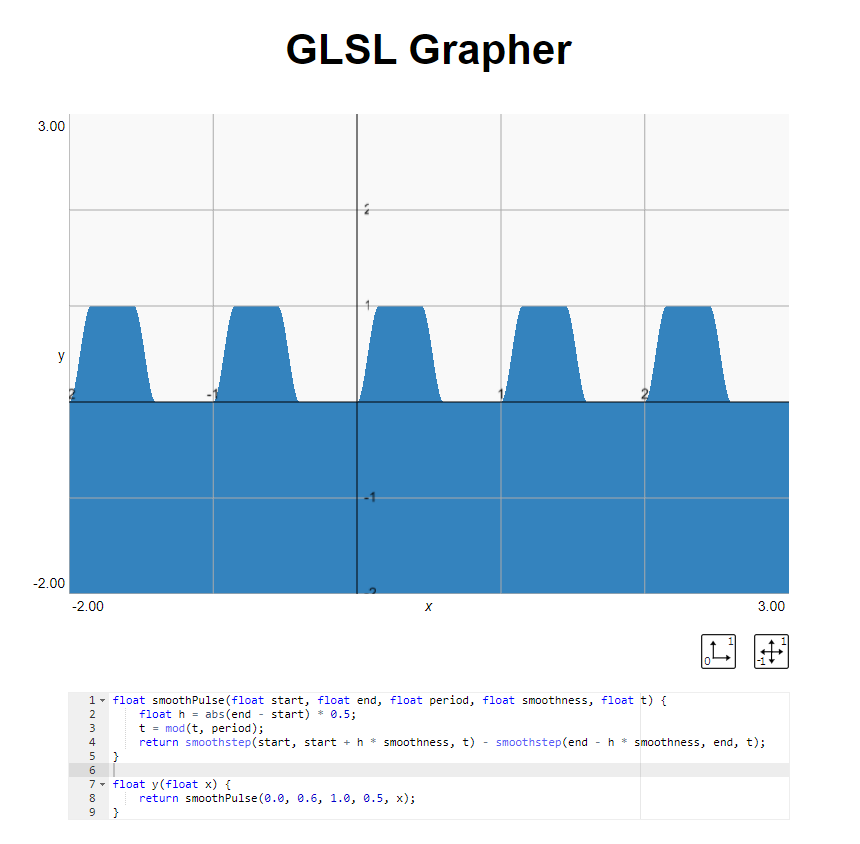 GLSL Grapher
3.00
2
1
y
2 -1 1 2
-1
-2
-2.00
-2.00 x 3.00
1 1
0 -1
1 float smoothPulse(float start, float end, float period, float smoothness, float t) {
2 float h = abs(end - start) * 0.5;
3 t = mod(t, period);
4 return smoothstep(start, start + h * smoothness, t) - smoothstep(end - h * smoothness, end, t);
5 }
6
7 float y(float x) {
8 return smoothPulse(0.0, 0.6, 1.0, 0.5, x);
9 }